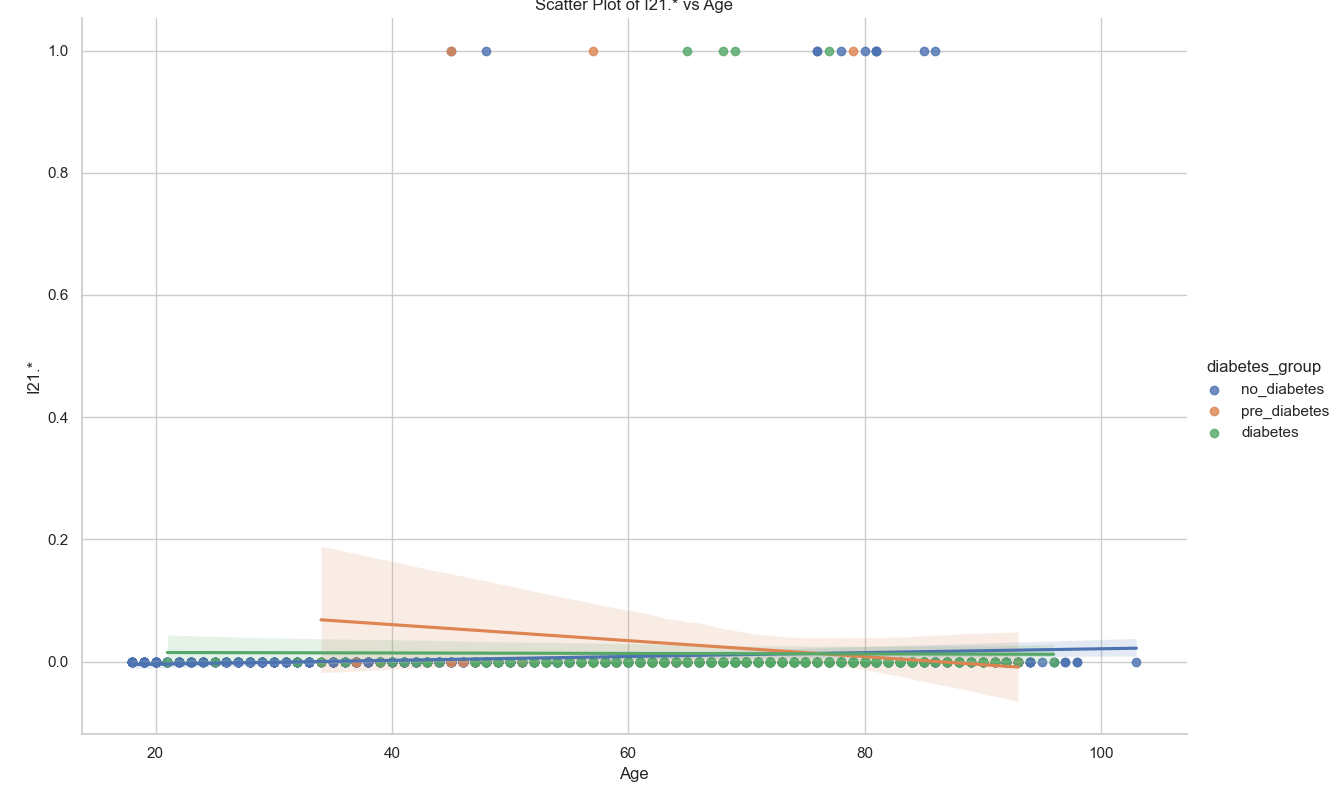 Scatter Plot of I21.* vs Age
1.0
0.8
0.6
0.4
0.2
0.0
I21.*
20 40 60 80 100
Age
diabetes_group
no_diabetes
pre_diabetes
diabetes